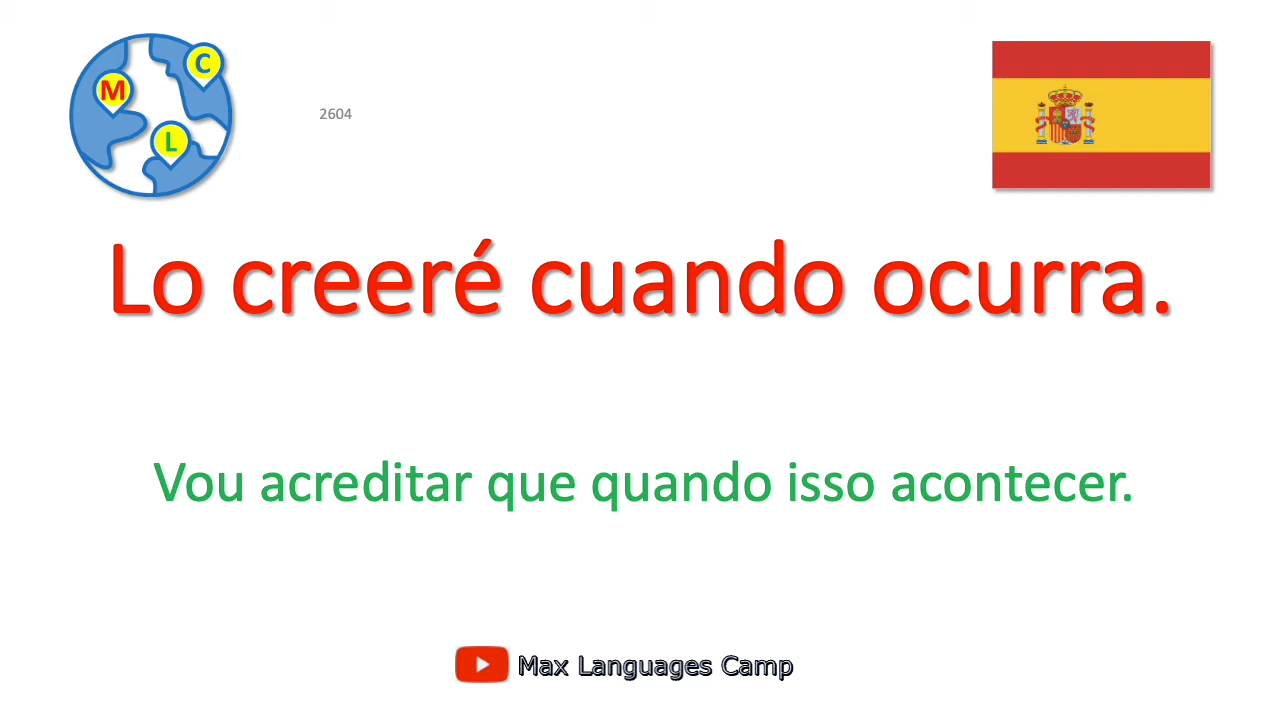 M
C
L
2604
Lo creeré cuando ocurra.
Vou acreditar que quando isso acontecer.
Max Languages Camp